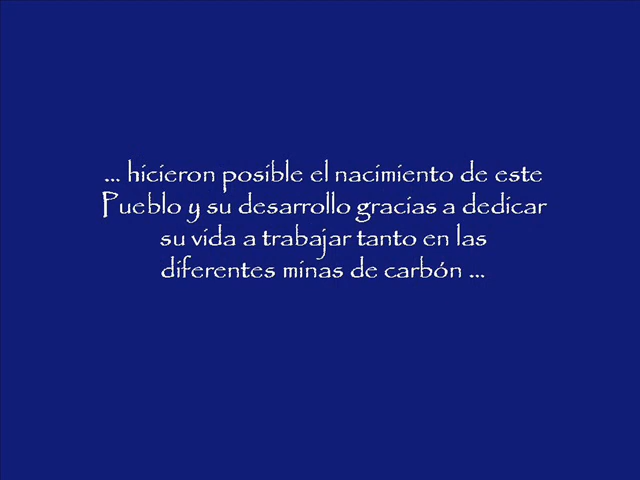 ... hicieron posible el nacimiento de este
Pueblo y su desarrollo gracias a dedicar
su vida a trabajar tanto en las
diferentes minas de carbón ...